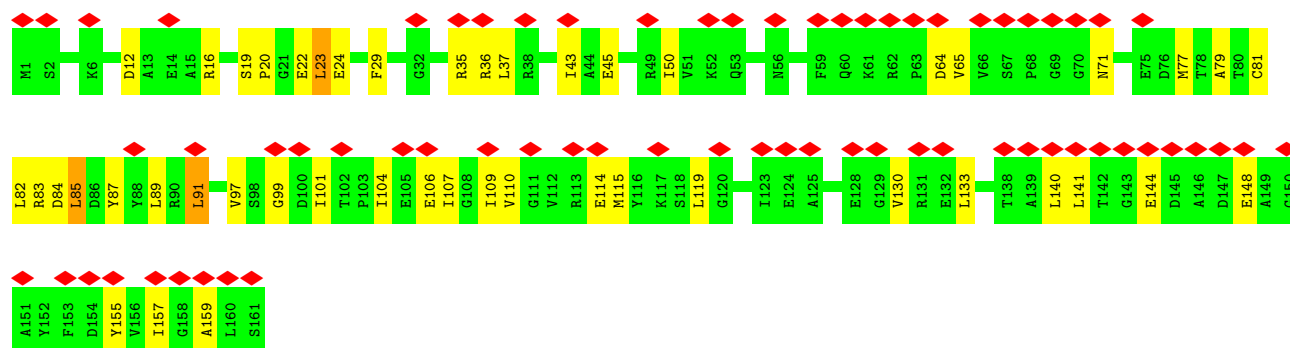 M1 S2 K6 D12 A13 E14 A15 R16 S19 P20 G21 E22 L23 E24 F29 G32 R35 R36 L37 R38 I43 A44 E45 R49 I50 V51 K52 Q53 N56 F59 Q60 K61 R62 P63 D64 V65 V66 S67 P68 G69 G70 N71 E75 D76 M77 T78 A79 T80 C81
L82 R83 D84 L85 D86 Y87 Y88 L89 R90 L91 V97 S98 G99 D100 I101 T102 P103 I104 E105 E106 I107 G108 I109 V110 G111 V112 R113 E114 M115 Y116 K117 S118 L119 G120 I123 E124 A125 E128 G129 V130 R131 E132 L133 T138 A139 L140 L141 T142 G143 E144 D145 A146 D147 E148 A149 G150
A151 Y152 F153 D154 Y155 V156 I157 G158 A159 L160 S161